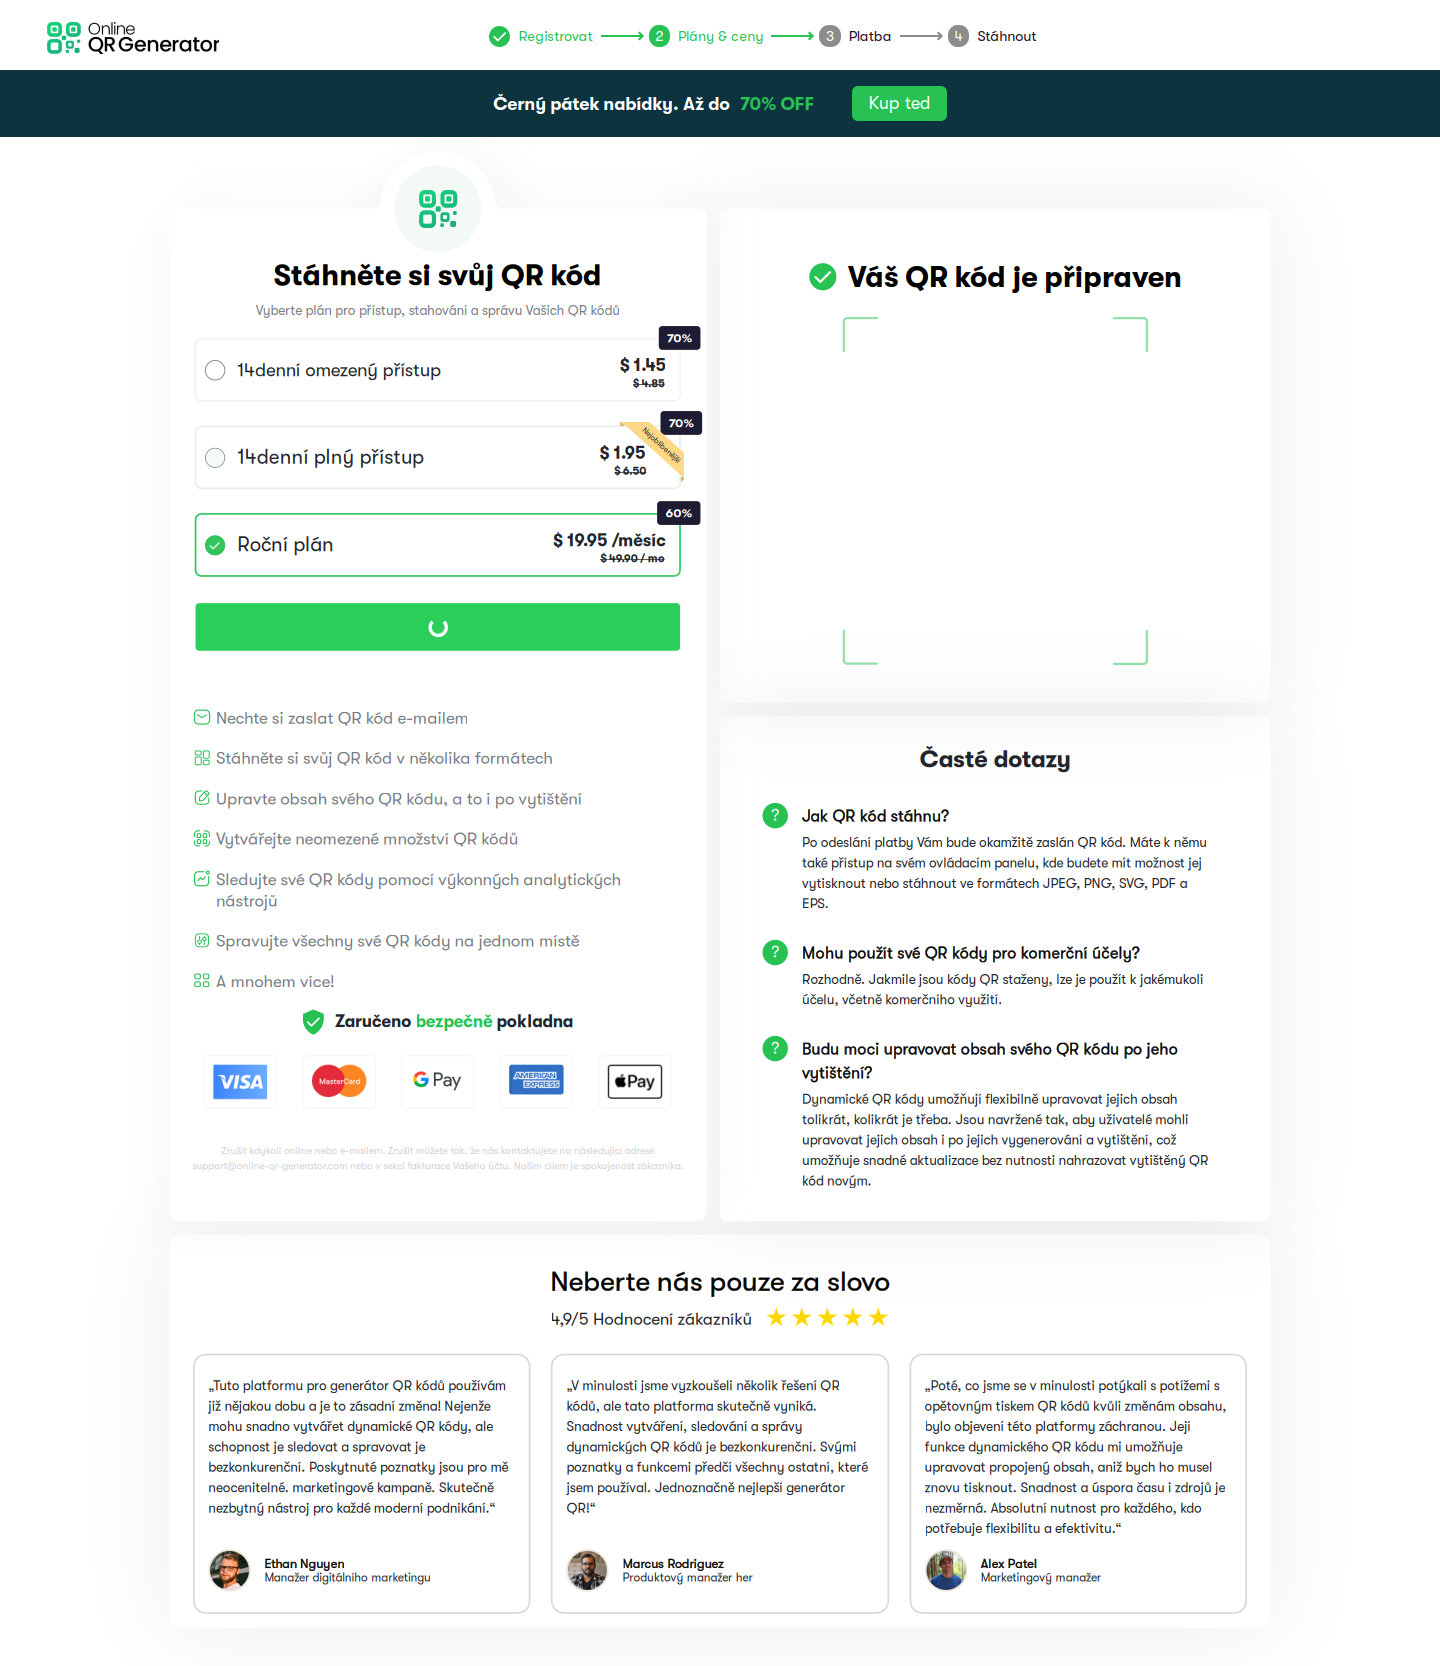 Online
QR Generator
Registrovat
2 Plány & ceny
3 Platba
4 Stáhnout
Černý pátek nabídky. Až do 70% OFF
Kup ted
Stáhněte si svůj QR kód
Vyberte plán pro přístup, stahování a správu Vašich QR kódů
70%
14denní omezený přístup
$ 1.45
$ 4.85
70%
Nejoblíbenější
14denní plný přístup
$ 1.95
$ 6.50
60%
Roční plán
$ 19.95 /měsíc
$ 49.90 / mo
Nechte si zaslat QR kód e-mailem
Stáhněte si svůj QR kód v několika formátech
Upravte obsah svého QR kódu, a to i po vytištění
Vytvářejte neomezené množství QR kódů
Sledujte své QR kódy pomocí výkonných analytických
nástrojů
Spravujte všechny své QR kódy na jednom místě
A mnohem více!
Zaručeno bezpečně pokladna
VISA
MasterCard
G Pay
AMERICAN
EXPRESS
Pay
Zrušit kdykoli online nebo e-mailem. Zrušit můžete tak, že nás kontaktujete na následující adrese
support@online-qr-generator.com nebo v sekci fakturace Vašeho účtu. Naším cílem je spokojenost zákazníka.
Váš QR kód je připraven
Časté dotazy
?
Jak QR kód stáhnu?
Po odeslání platby Vám bude okamžitě zaslán QR kód. Máte k němu
také přístup na svém ovládacím panelu, kde budete mít možnost jej
vytisknout nebo stáhnout ve formátech JPEG, PNG, SVG, PDF a
EPS.
?
Mohu použít své QR kódy pro komerční účely?
Rozhodně. Jakmile jsou kódy QR staženy, lze je použít k jakémukoli
účelu, včetně komerčního využití.
?
Budu moci upravovat obsah svého QR kódu po jeho
vytištění?
Dynamické QR kódy umožňují flexibilně upravovat jejich obsah
tolikrát, kolikrát je třeba. Jsou navržené tak, aby uživatelé mohli
upravovat jejich obsah i po jejich vygenerování a vytištění, což
umožňuje snadné aktualizace bez nutnosti nahrazovat vytištěný QR
kód novým.
Neberte nás pouze za slovo
4,9/5 Hodnocení zákazníků
„Tuto platformu pro generátor QR kódů používám
již nějakou dobu a je to zásadní změna! Nejenže
mohu snadno vytvářet dynamické QR kódy, ale
schopnost je sledovat a spravovat je
bezkonkurenční. Poskytnuté poznatky jsou pro mě
neocenitelné. marketingové kampaně. Skutečně
nezbytný nástroj pro každé moderní podnikání.“
Ethan Nguyen
Manažer digitálního marketingu
„V minulosti jsme vyzkoušeli několik řešení QR
kódů, ale tato platforma skutečně vyniká.
Snadnost vytváření, sledování a správy
dynamických QR kódů je bezkonkurenční. Svými
poznatky a funkcemi předčí všechny ostatní, které
jsem používal. Jednoznačně nejlepší generátor
QR!“
Marcus Rodriguez
Produktový manažer her
„Poté, co jsme se v minulosti potýkali s potížemi s
opětovným tiskem QR kódů kvůli změnám obsahu,
bylo objevení této platformy záchranou. Její
funkce dynamického QR kódu mi umožňuje
upravovat propojený obsah, aniž bych ho musel
znovu tisknout. Snadnost a úspora času i zdrojů je
nezměrná. Absolutní nutnost pro každého, kdo
potřebuje flexibilitu a efektivitu.“
Alex Patel
Marketingový manažer